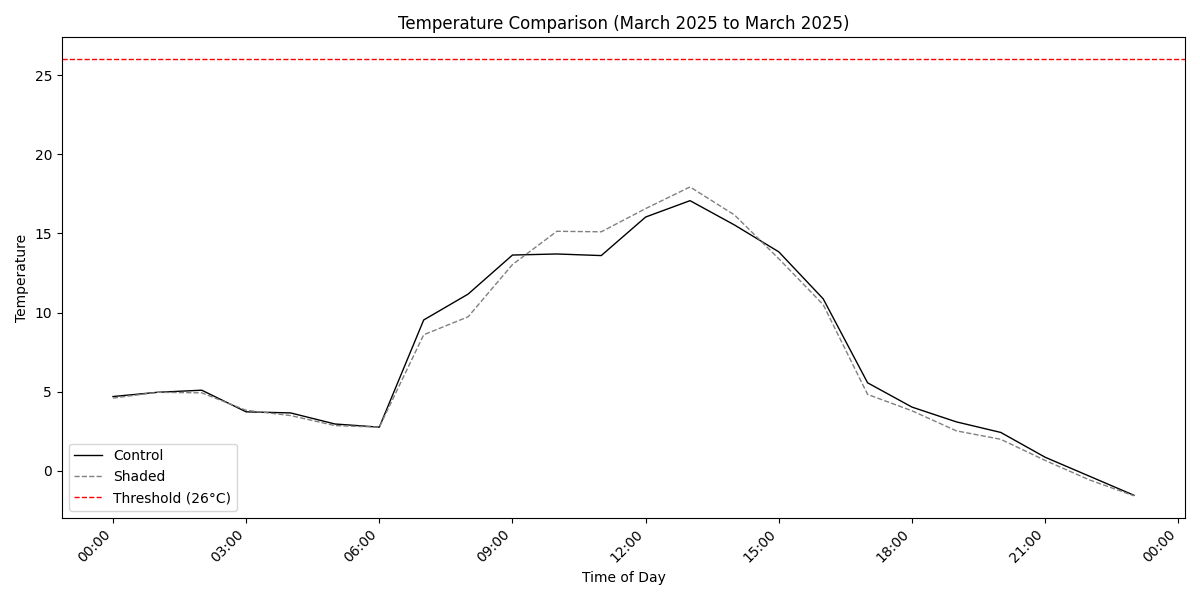 Temperature Comparison (March 2025 to March 2025)
Temperature
25
20
15
10
5
0
Control
Shaded
Threshold (26°C)
00:00
03:00
06:00
09:00
12:00
15:00
18:00
21:00
00:00
Time of Day